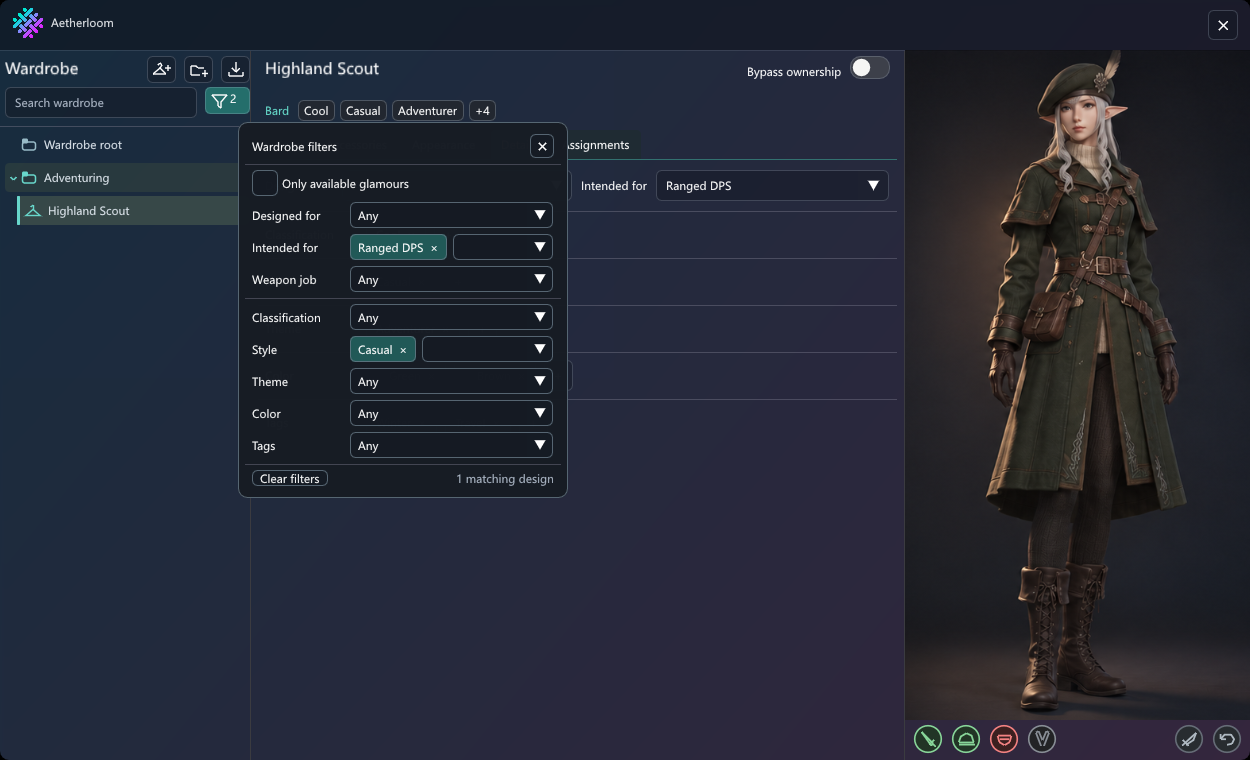 Aetherloom
Wardrobe
Search wardrobe
2
Wardrobe root
Adventuring
Highland Scout
Highland Scout
Bypass ownership
Bard Cool Casual Adventurer +4
Assignments
Intended for Ranged DPS
Wardrobe filters
Only available glamours
Designed for Any
Intended for Ranged DPS ×
Weapon job Any
Classification Any
Style Casual ×
Theme Any
Color Any
Tags Any
Clear filters 1 matching design